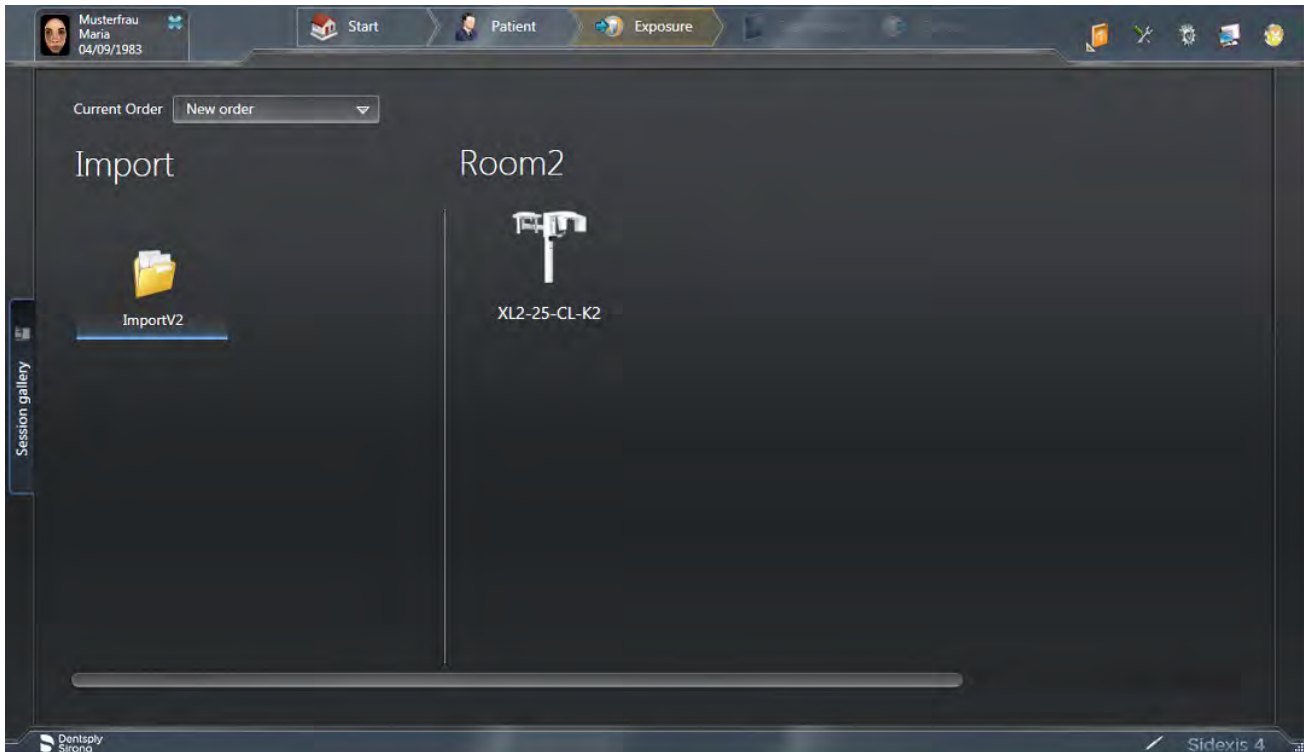 Musterfrau
Maria
04/09/1983
Start
Patient
Exposure
Current Order New order
Import
Room2
ImportV2
XL2-25-CL-K2
Session gallery
Dentsply
Sirona
Sidexis 4